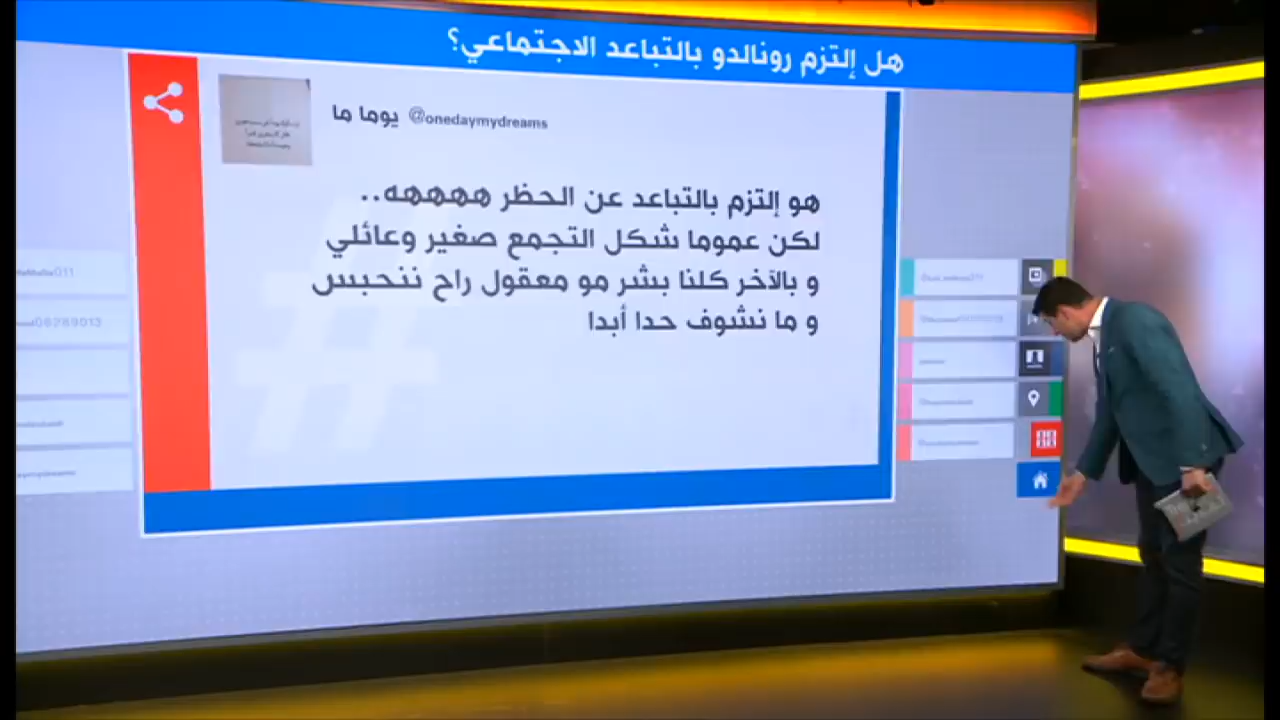 هل إلتزم رونالدو بالتباعد الاجتماعي؟
يوما ما @onedaymydreams
هو إلتزم بالتباعد عن الحظر هههههه..
لكن عموما شكل التجمع صغير وعائلي
و بالآخر كلنا بشر مو معقول راح ننحبس
و ما نشوف حدا أبدا